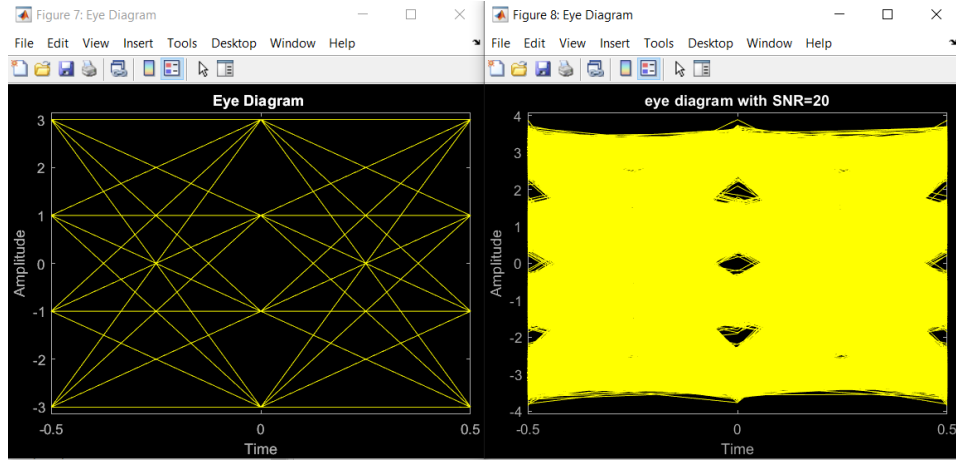 Figure 7: Eye Diagram
File Edit View Insert Tools Desktop Window Help
Eye Diagram
3
2
1
0
-1
-2
-3
Amplitude
-0.5 0 0.5
Time
Figure 8: Eye Diagram
File Edit View Insert Tools Desktop Window Help
eye diagram with SNR=20
4
3
2
1
0
-1
-2
-3
-4
Amplitude
-0.5 0 0.5
Time